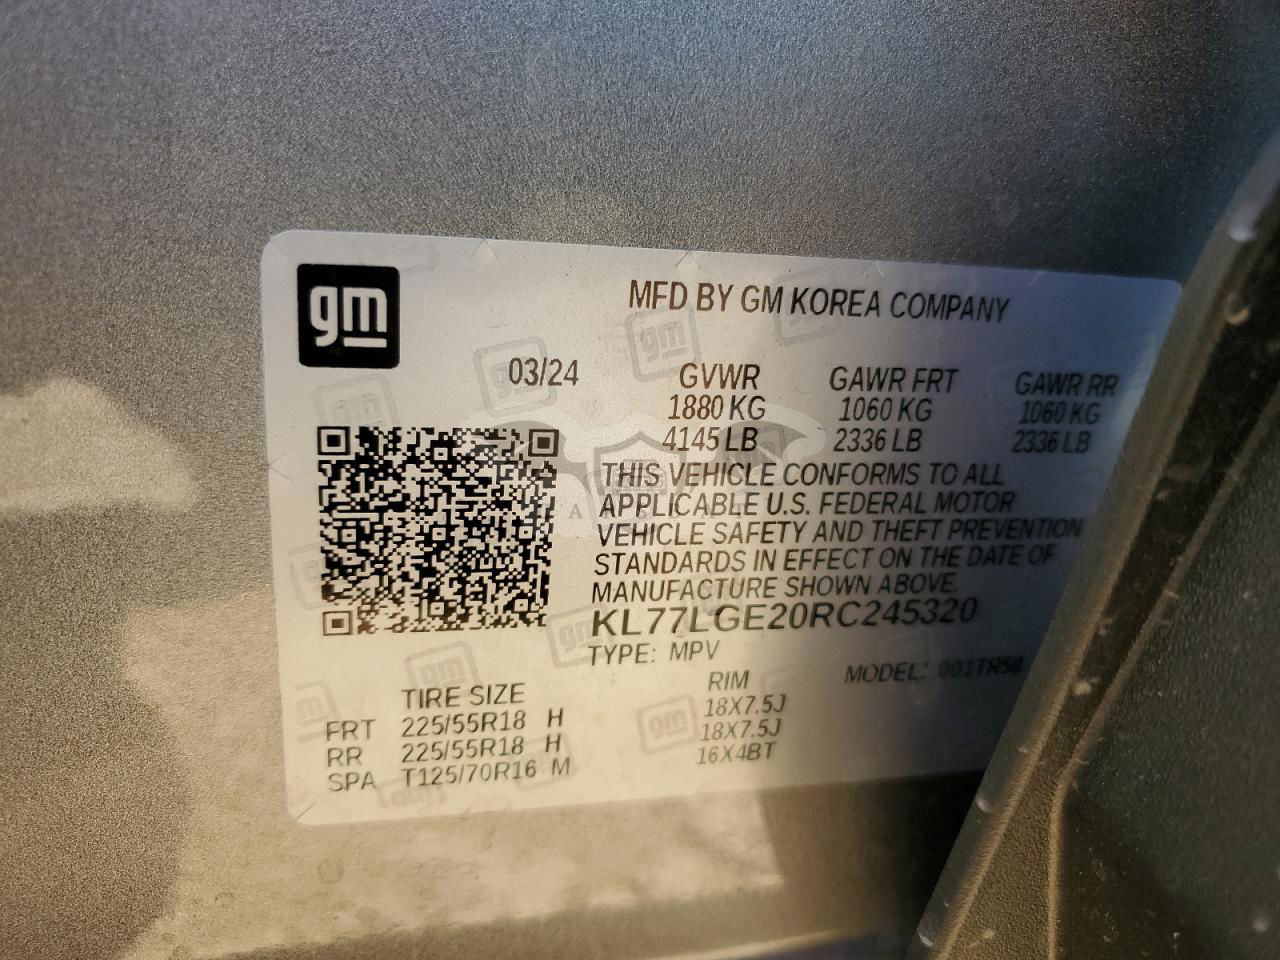 gm
MFD BY GM KOREA COMPANY
03/24 GVWR GAWR FRT GAWR RR
1880 KG 1060 KG 1060 KG
4145 LB 2336 LB 2336 LB
THIS VEHICLE CONFORMS TO ALL
APPLICABLE U.S. FEDERAL MOTOR
VEHICLE SAFETY AND THEFT PREVENTION
STANDARDS IN EFFECT ON THE DATE OF
MANUFACTURE SHOWN ABOVE.
KL77LGE20RC245320
TYPE: MPV MODEL: 001TR58
TIRE SIZE RIM
FRT 225/55R18 H 18X7.5J
RR 225/55R18 H 18X7.5J
SPA T125/70R16 M 16X4BT